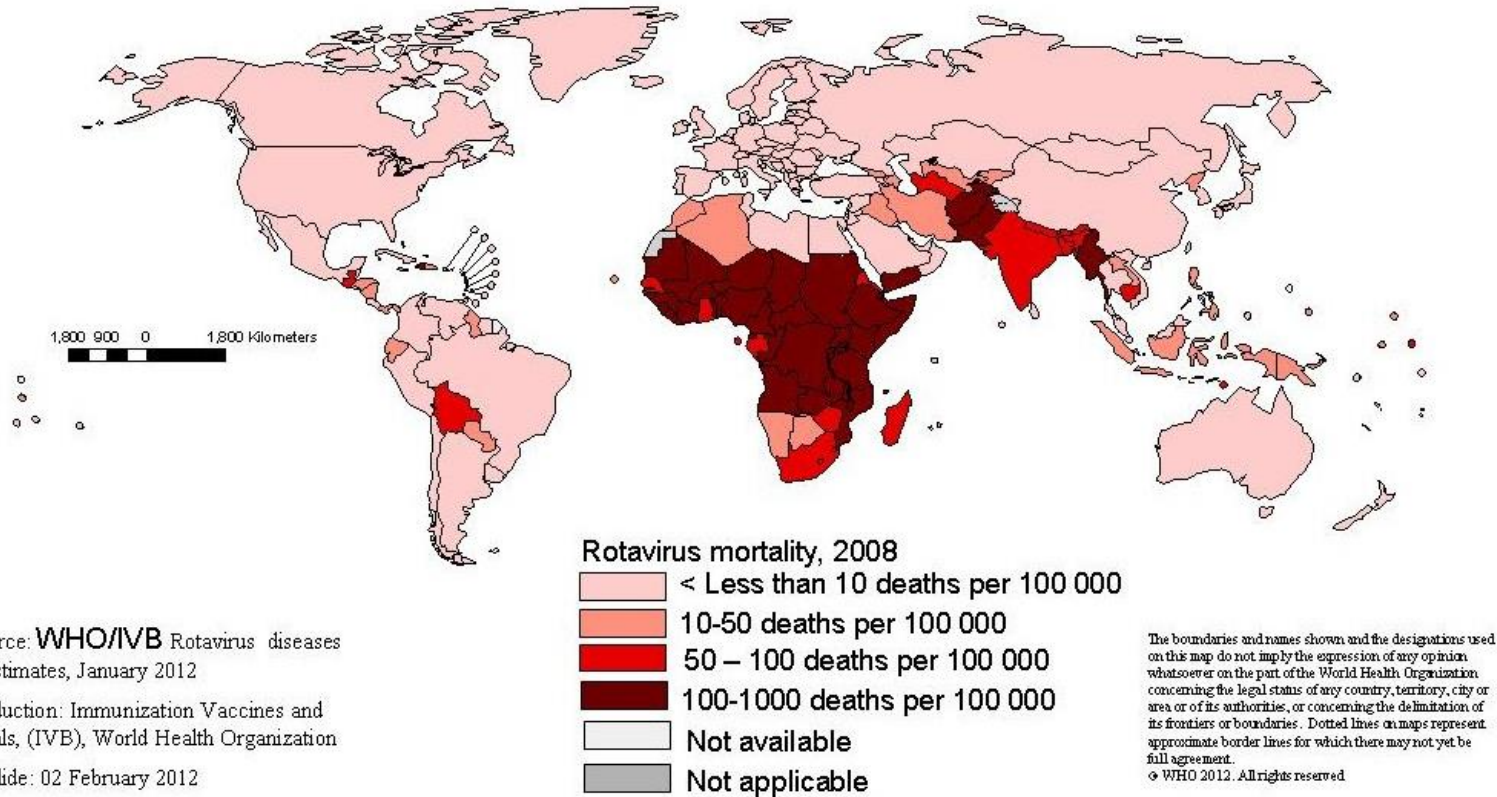 1,800 900 0 1,800 Kilometers
Rotavirus mortality, 2008
< Less than 10 deaths per 100 000
10-50 deaths per 100 000
50 – 100 deaths per 100 000
100-1000 deaths per 100 000
Not available
Not applicable
rce: WHO/IVB Rotavirus diseases
stimates, January 2012
duction: Immunization Vaccines and
ls, (IVB), World Health Organization
lide: 02 February 2012
The boundaries and names shown and the designations used
on this map do not imply the expression of any opinion
whatsoever on the part of the World Health Organization
concerning the legal status of any country, territory, city or
area or of its authorities, or concerning the delimitation of
its frontiers or boundaries. Dotted lines on maps represent
approximate border lines for which there may not yet be
full agreement.
© WHO 2012. All rights reserved